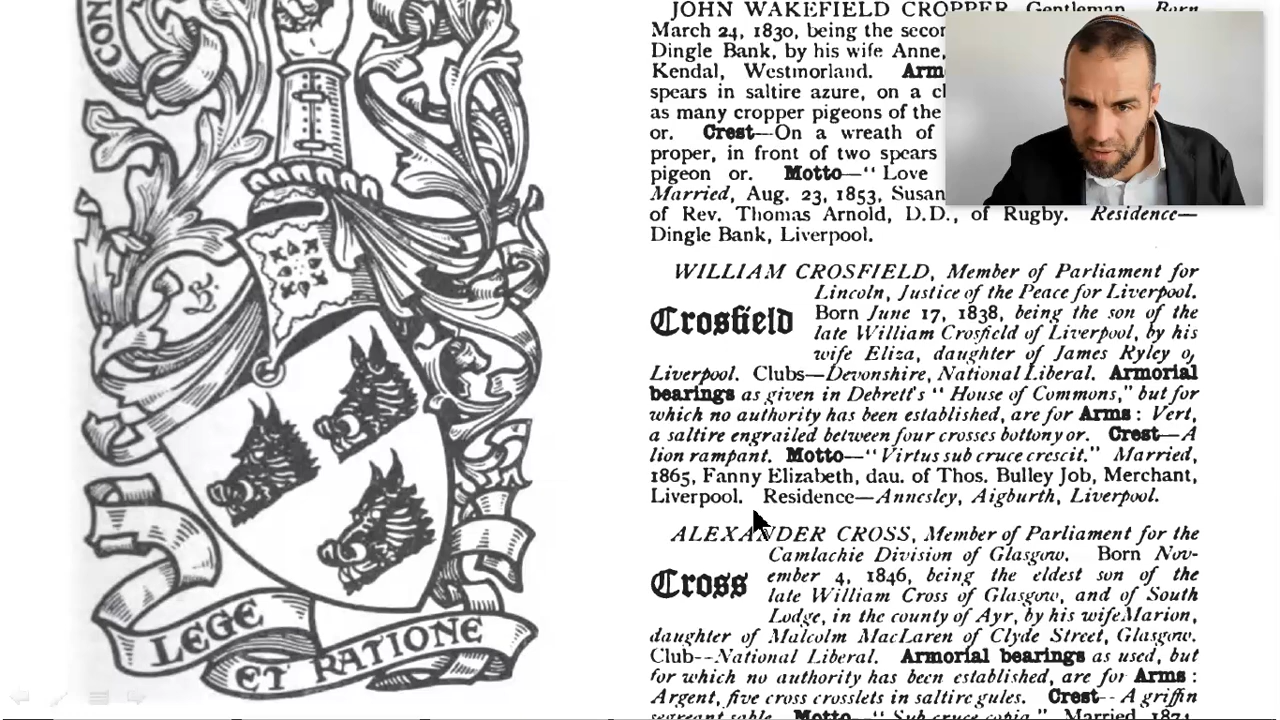 CON
LEGE
ET RATIONE
JOHN WAKEFIELD CROPPER, Gentleman. Born
March 24, 1830, being the secon
Dingle Bank, by his wife Anne,
Kendal, Westmorland. Arm
spears in saltire azure, on a ch
as many cropper pigeons of the
or. Crest—On a wreath of
proper, in front of two spears
pigeon or. Motto—“ Love
Married, Aug. 23, 1853, Susan
of Rev. Thomas Arnold, D.D., of Rugby. Residence—
Dingle Bank, Liverpool.
WILLIAM CROSFIELD, Member of Parliament for
Lincoln, Justice of the Peace for Liverpool.
Crosfield
Born June 17, 1838, being the son of the
late William Crosfield of Liverpool, by his
wife Eliza, daughter of James Ryley o,
Liverpool. Clubs—Devonshire, National Liberal. Armorial
bearings as given in Debrett's “ House of Commons,” but for
which no authority has been established, are for Arms : Vert,
a saltire engrailed between four crosses bottony or. Crest—A
lion rampant. Motto—“ Virtus sub cruce crescit.” Married,
1865, Fanny Elizabeth, dau. of Thos. Bulley Job, Merchant,
Liverpool. Residence—Annesley, Aigburth, Liverpool.
ALEXANDER CROSS, Member of Parliament for the
Camlachie Division of Glasgow. Born Nov-
Cross
ember 4, 1846, being the eldest son of the
late William Cross of Glasgow, and of South
Lodge, in the county of Ayr, by his wife Marion,
daughter of Malcolm MacLaren of Clyde Street, Glasgow.
Club--National Liberal. Armorial bearings as used, but
for which no authority has been established, are for Arms :
Argent, five cross crosslets in saltire gules. Crest--A griffin
segreant sable. Motto—“ Sub cruce copia.” Married 1871,